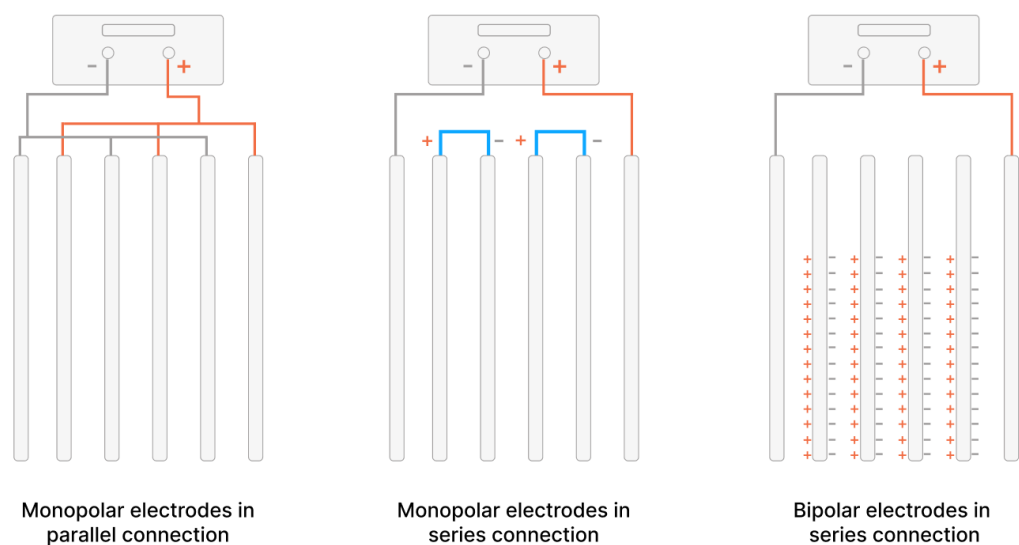 - +
- +
- +
+ - + -
Monopolar electrodes in
parallel connection
Monopolar electrodes in
series connection
Bipolar electrodes in
series connection